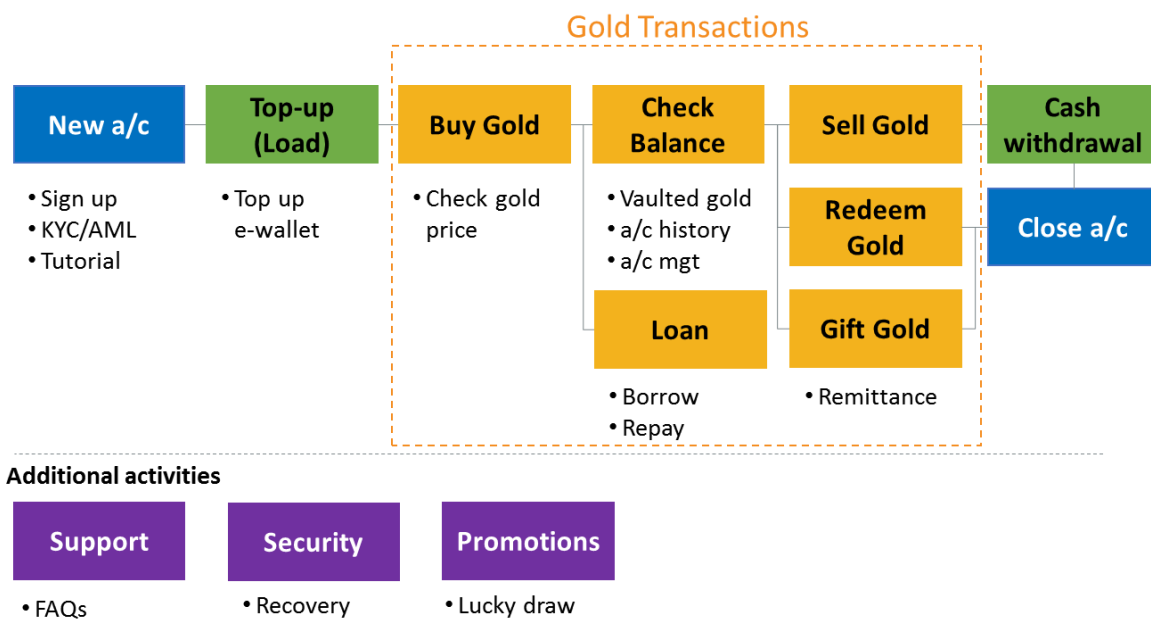 Gold Transactions
New a/c
• Sign up
• KYC/AML
• Tutorial
Top-up
(Load)
• Top up
e-wallet
Buy Gold
• Check gold
price
Check
Balance
• Vaulted gold
• a/c history
• a/c mgt
Loan
• Borrow
• Repay
Sell Gold
Redeem
Gold
Gift Gold
• Remittance
Cash
withdrawal
Close a/c
Additional activities
Support
• FAQs
Security
• Recovery
Promotions
• Lucky draw